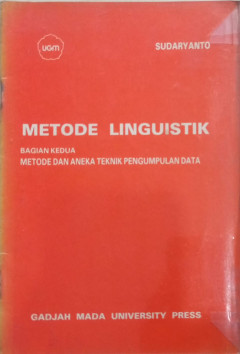 UGM
SUDARYANTO
METODE LINGUISTIK
BAGIAN KEDUA
METODE DAN ANEKA TEKNIK PENGUMPULAN DATA
GADJAH MADA UNIVERSITY PRESS